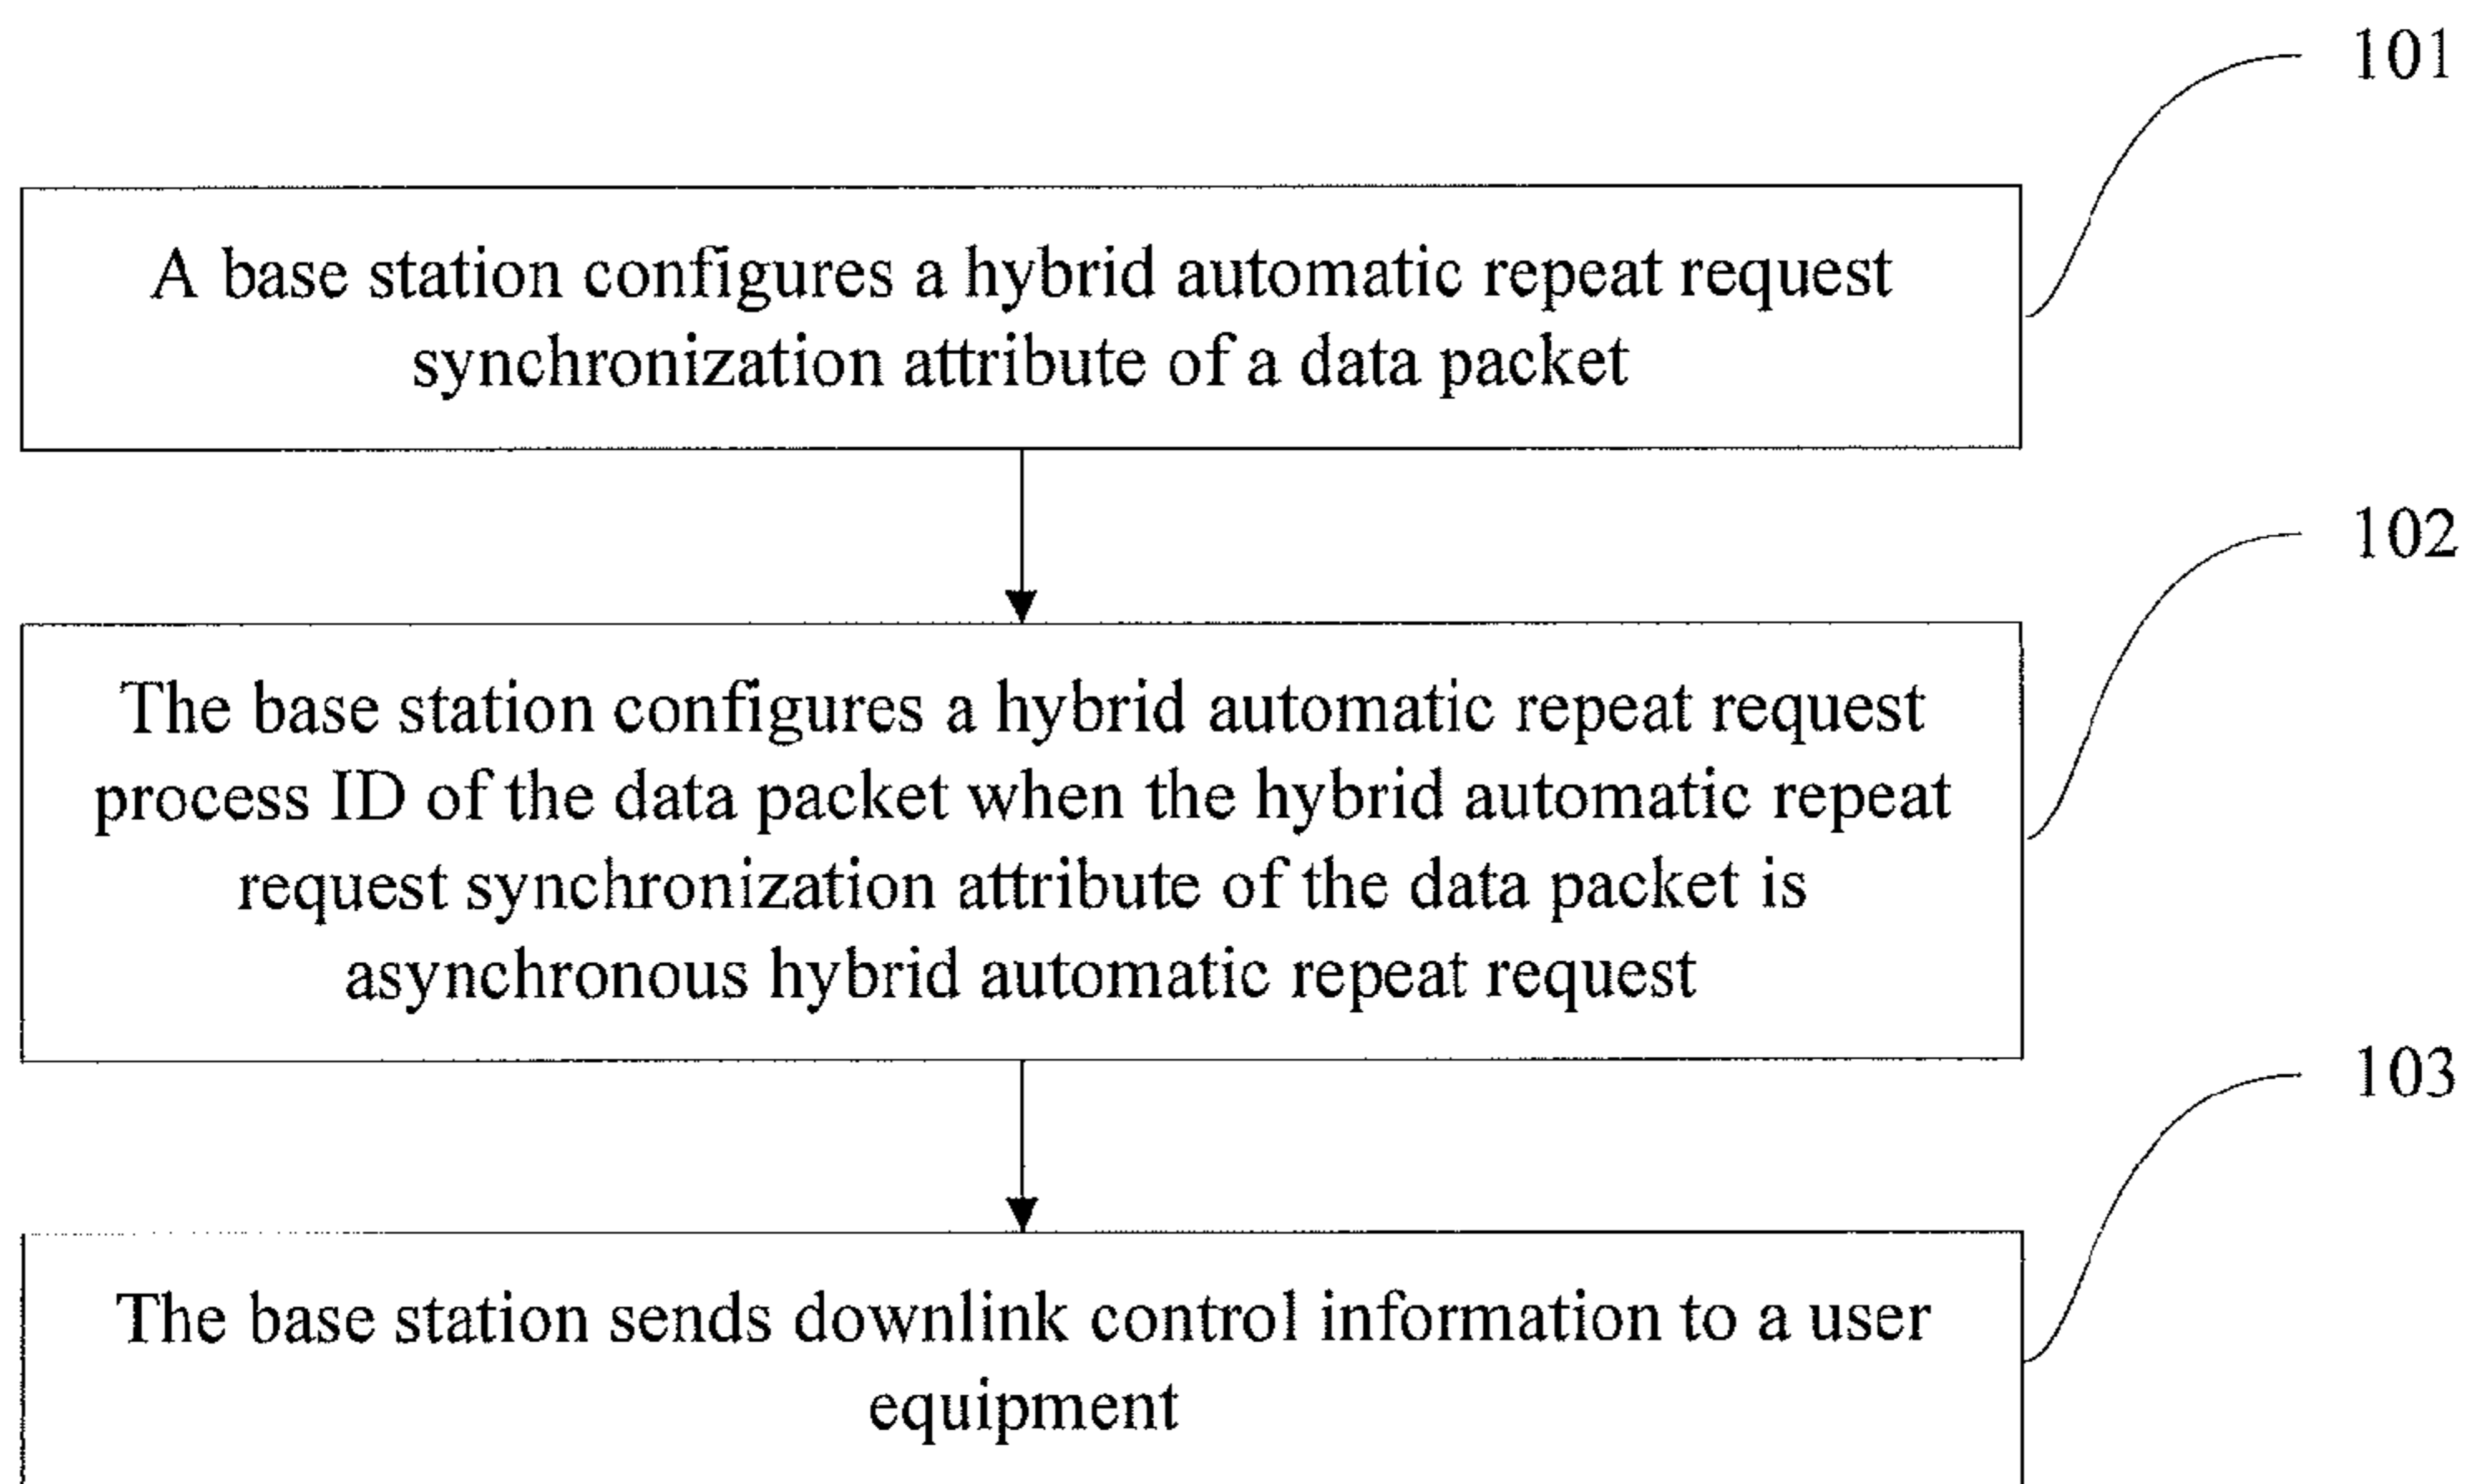 101
A base station configures a hybrid automatic repeat request
synchronization attribute of a data packet
102
The base station configures a hybrid automatic repeat request
process ID of the data packet when the hybrid automatic repeat
request synchronization attribute of the data packet is
asynchronous hybrid automatic repeat request
103
The base station sends downlink control information to a user
equipment